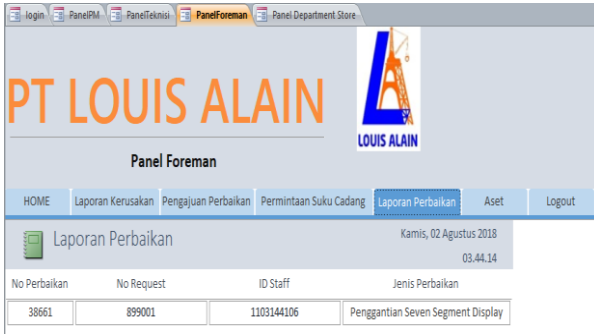 login PanelPM PanelTeknisi PanelForeman Panel Department Store
PT LOUIS ALAIN
LOUIS ALAIN
Panel Foreman
HOME Laporan Kerusakan Pengajuan Perbaikan Permintaan Suku Cadang Laporan Perbaikan Aset Logout
Laporan Perbaikan
Kamis, 02 Agustus 2018
03.44.14
No Perbaikan No Request ID Staff Jenis Perbaikan
38661 899001 1103144106 Penggantian Seven Segment Display